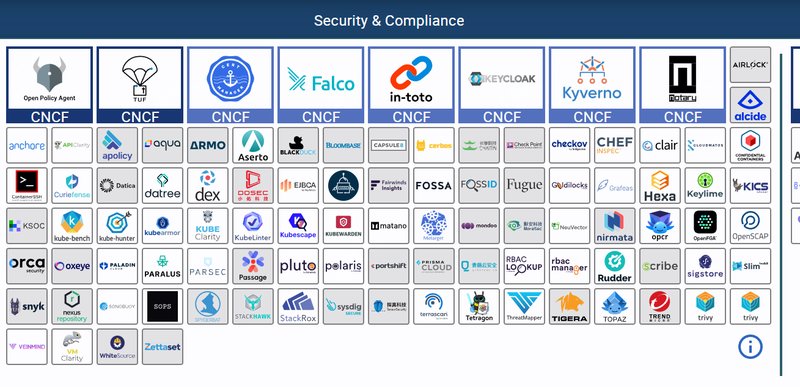 Security & Compliance
Open Policy Agent
TUF
CERT MANAGER
Falco
in-toto
KEYCLOAK
Kyverno
Notary
AIRLOCK
CNCF
CNCF
CNCF
CNCF
CNCF
CNCF
CNCF
CNCF
alcide
anchore
APIClarity
apolicy
aqua
ARMO
Aserto
BLACKDUCK
BLOOMBASE
CAPSULE8
cerbos
Check Point
checkov
CHEF INSPEC
clair
CLOUDMATOS
CONFIDENTIAL CONTAINERS
ContainerSSH
Curiefense
Datica
datree
dex
DOSEC
小佑科技
EJBCA
Fairwinds Insights
FOSSA
FOSSID
Fugue
Goldilocks
Grafeas
Hexa
Keylime
KICS
KSOC
kube-bench
kube-hunter
kubearmor
KUBE Clarity
KubeLinter
Kubescape
KUBEWARDEN
matano
Metarget
mondoo
NeuVector
nirmata
opcr
OpenFGA
OpenSCAP
orca security
oxeye
PALADIN CLOUD
PARALUS
PARSEC
Passage
pluto
polaris
portshift
PRISMA CLOUD
RBAC LOOKUP
rbac manager
Rudder
scribe
sigstore
Slim
snyk
nexus repository
SONOBUOY
SOPS
SPYDERBAT
STACKHAWK
StackRox
sysdig
terrascan
Tetragon
ThreatMapper
TIGERA
TOPAZ
TREND MICRO
trivy
trivy
VEINMIND
VM Clarity
WhiteSource
Zettaset